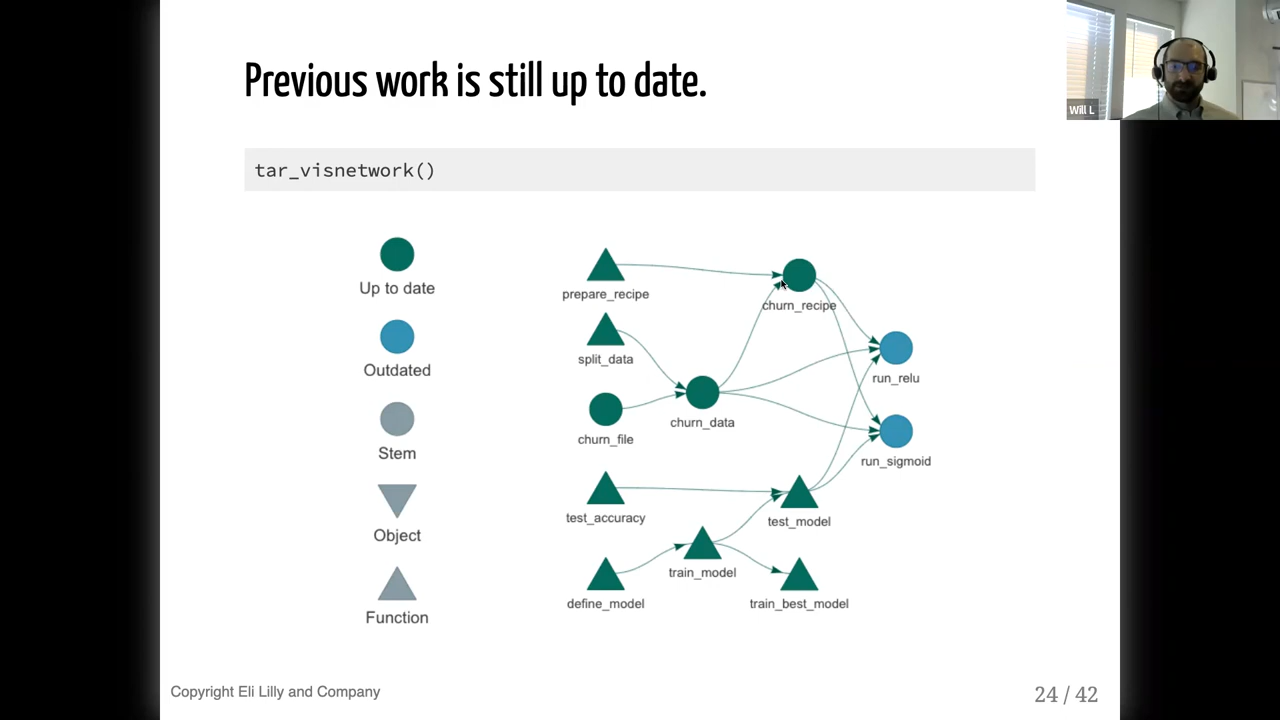 Previous work is still up to date.
Will L
tar_visnetwork()
Up to date
Outdated
Stem
Object
Function
prepare_recipe
churn_recipe
split_data
run_relu
churn_data
churn_file
run_sigmoid
test_accuracy
test_model
train_model
define_model
train_best_model
Copyright Eli Lilly and Company
24 / 42